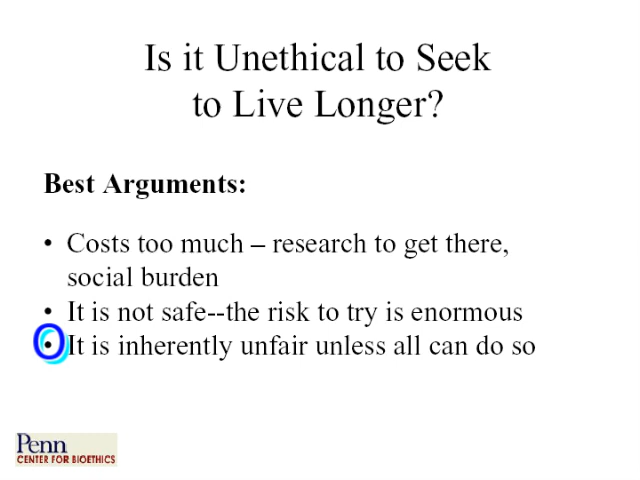 Is it Unethical to Seek
to Live Longer?
Best Arguments:
• Costs too much – research to get there,
social burden
• It is not safe--the risk to try is enormous
• It is inherently unfair unless all can do so
Penn
CENTER FOR BIOETHICS